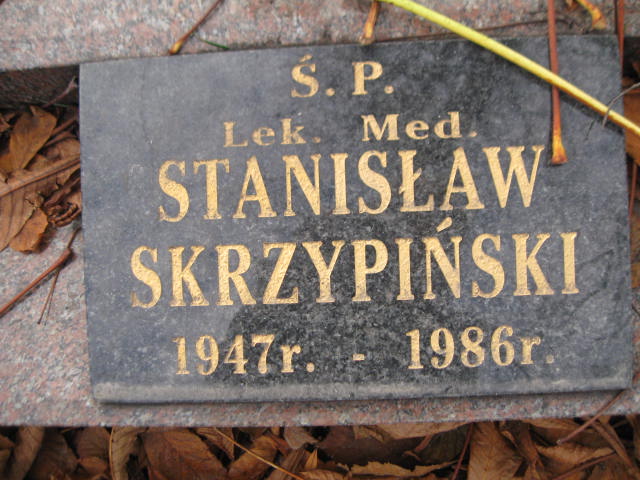 Ś.P.
Lek. Med.
STANISŁAW
SKRZYPIŃSKI
1947r. - 1986r.